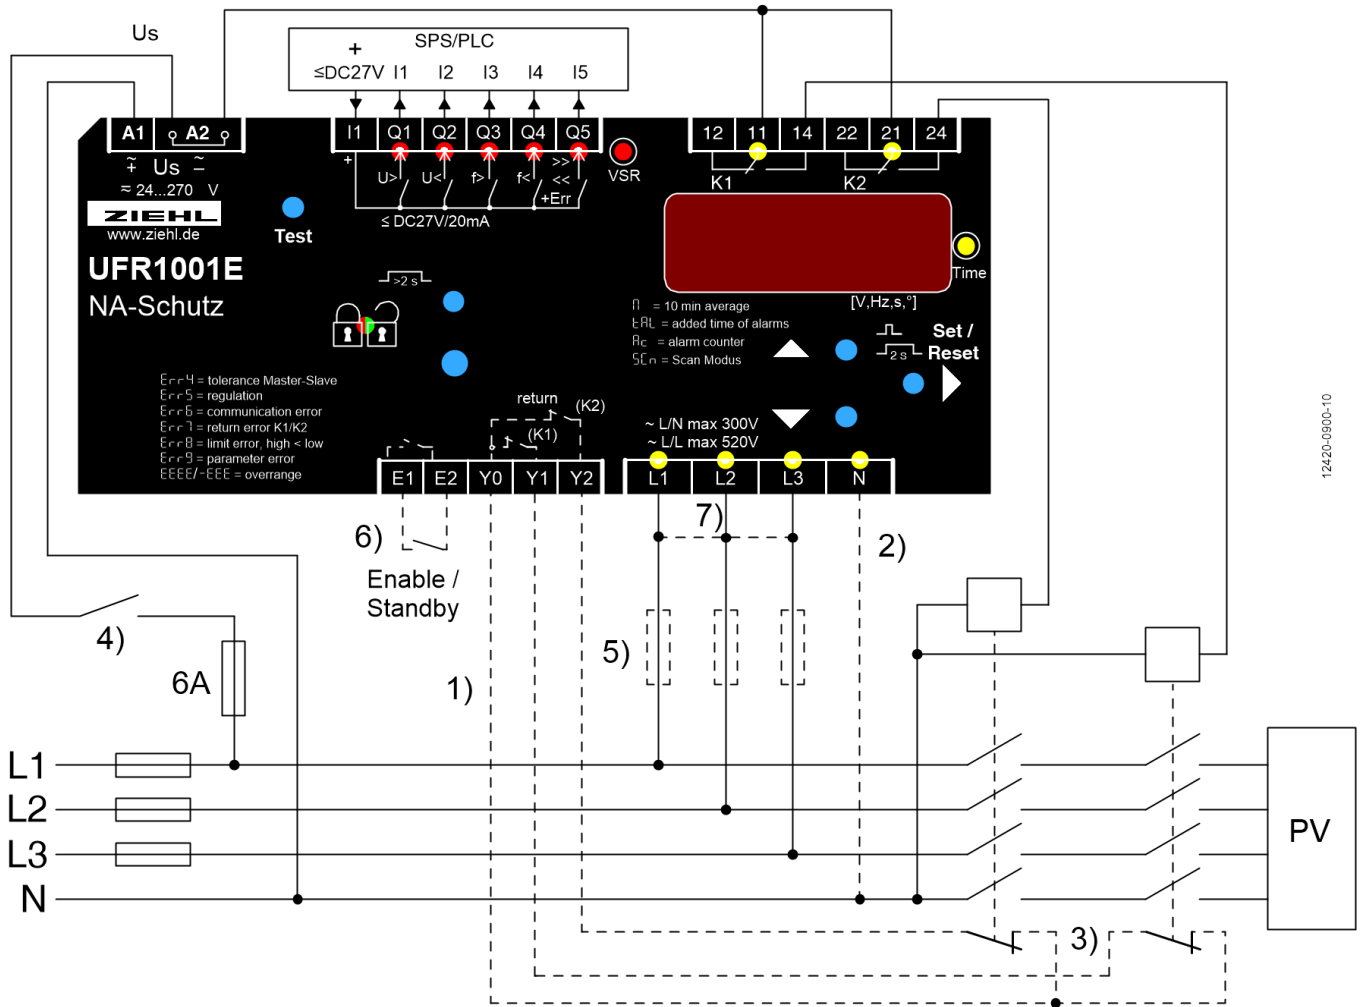 Us
SPS/PLC
+
≤DC27V I1 I2 I3 I4 I5
A1 A2
I1 Q1 Q2 Q3 Q4 Q5
12 11 14 22 21 24
≂ Us ≂
+ −
≂ 24...270 V
+
U> U< f> f< >>
<<
+Err
≤ DC27V/20mA
VSR
K1 K2
ZIEHL
www.ziehl.de
Test
UFR1001E
NA-Schutz
>2 s
Time
[V,Hz,s,°]
n = 10 min average
tAL = added time of alarms
Ac = alarm counter
SCn = Scan Modus
Set /
2 s Reset
Err4 = tolerance Master-Slave
Err5 = regulation
Err6 = communication error
Err7 = return error K1/K2
Err8 = limit error, high < low
Err9 = parameter error
EEEE/-EEE = overrange
return (K2)
(K1)
~ L/N max 300V
~ L/L max 520V
E1 E2 Y0 Y1 Y2
L1 L2 L3 N
12420-0900-10
6)
7)
2)
Enable /
Standby
4)
5)
6A
1)
L1
L2
L3
N
PV
3)